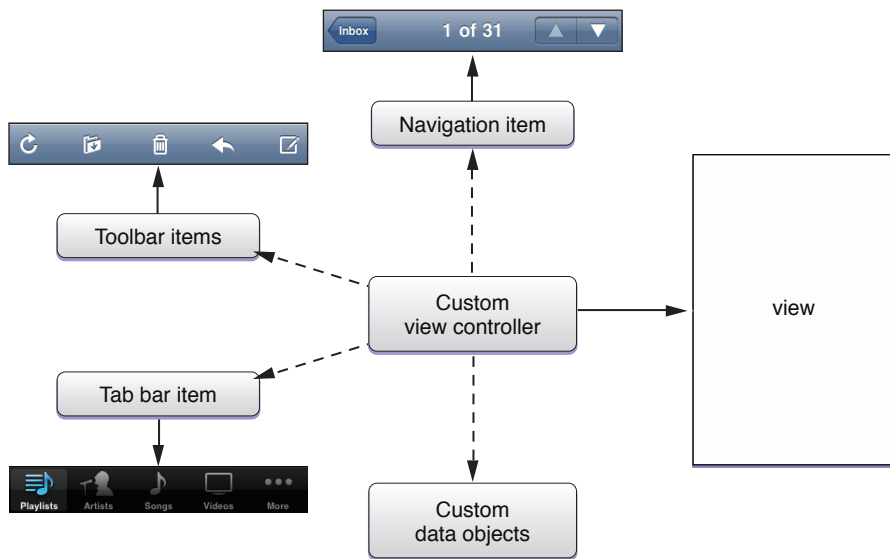 Inbox
1 of 31
Navigation item
Toolbar items
Custom
view controller
view
Tab bar item
Playlists Artists Songs Videos More
Custom
data objects